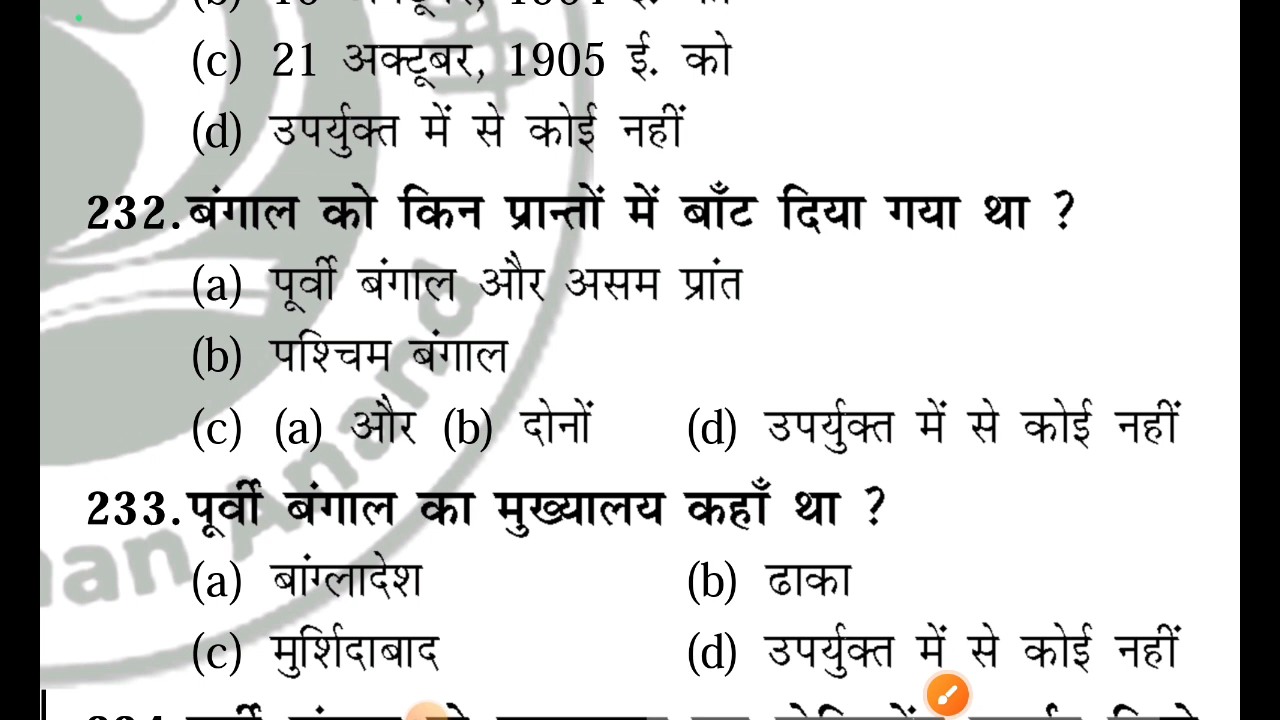 (c) 21 अक्टूबर, 1905 ई. को
(d) उपर्युक्त में से कोई नहीं
232. बंगाल को किन प्रान्तों में बाँट दिया गया था ?
(a) पूर्वी बंगाल और असम प्रांत
(b) पश्चिम बंगाल
(c) (a) और (b) दोनों (d) उपर्युक्त में से कोई नहीं
233. पूर्वी बंगाल का मुख्यालय कहाँ था ?
(a) बांग्लादेश (b) ढाका
(c) मुर्शिदाबाद (d) उपर्युक्त में से कोई नहीं
Anand